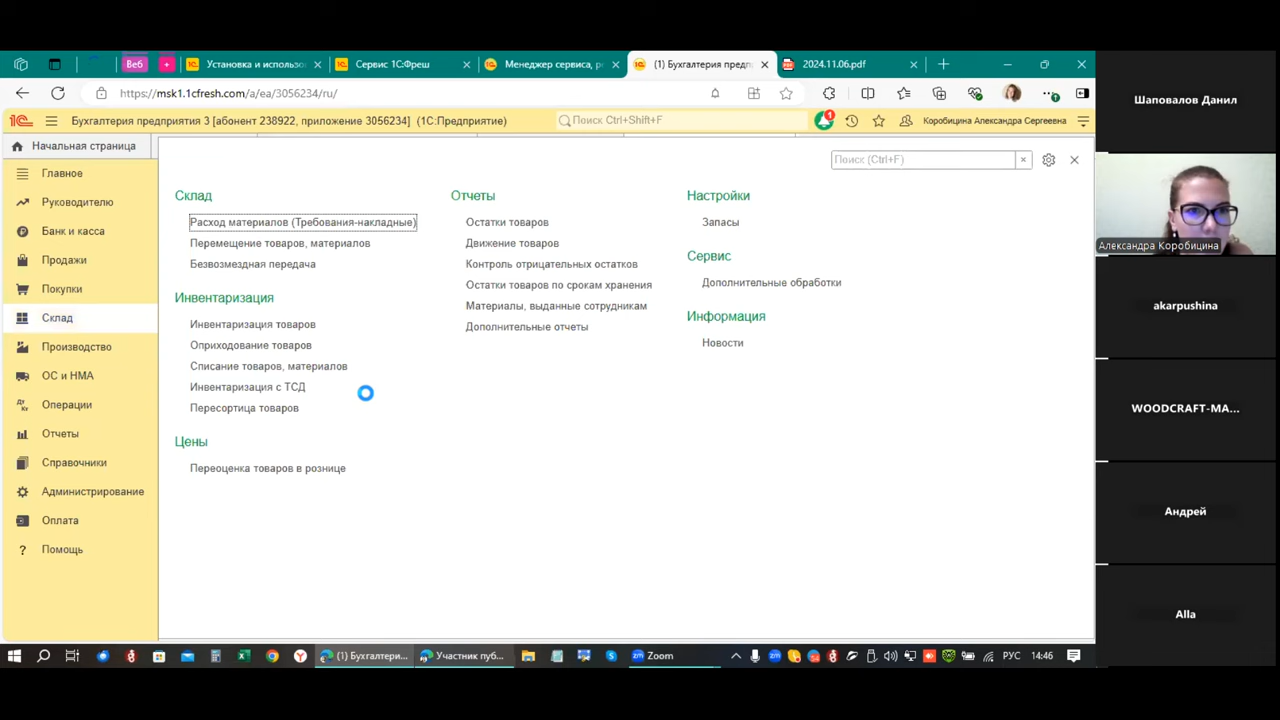 Веб
+
Установка и использо
Сервис 1С:Фреш
Менеджер сервиса, ре
(1) Бухгалтерия предп
2024.11.06.pdf
https://msk1.1cfresh.com/a/ea/3056234/ru/
Бухгалтерия предприятия 3 [абонент 238922, приложение 3056234] (1С:Предприятие)
Поиск Ctrl+Shift+F
1
Коробицина Александра Сергеевна
Начальная страница
Главное
Руководителю
Банк и касса
Продажи
Покупки
Склад
Производство
ОС и НМА
Операции
Отчеты
Справочники
Администрирование
Оплата
Помощь
Поиск (Ctrl+F)
Склад
Расход материалов (Требования-накладные)
Перемещение товаров, материалов
Безвозмездная передача
Инвентаризация
Инвентаризация товаров
Оприходование товаров
Списание товаров, материалов
Инвентаризация с ТСД
Пересортица товаров
Цены
Переоценка товаров в рознице
Отчеты
Остатки товаров
Движение товаров
Контроль отрицательных остатков
Остатки товаров по срокам хранения
Материалы, выданные сотрудникам
Дополнительные отчеты
Настройки
Запасы
Сервис
Дополнительные обработки
Информация
Новости
Шаповалов Данил
Александра Коробицина
akarpushina
WOODCRAFT-MA...
Андрей
Alla
(1) Бухгалтери...
Участник пуб...
Zoom
РУС
14:46